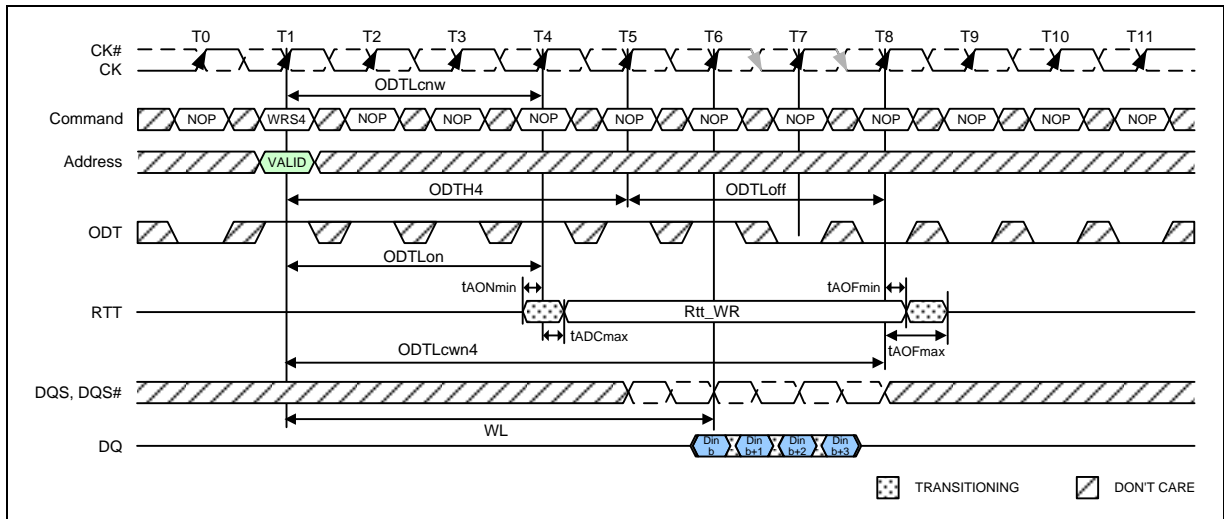 T0 T1 T2 T3 T4 T5 T6 T7 T8 T9 T10 T11
CK#
CK
ODTLcnw
Command NOP WRS4 NOP NOP NOP NOP NOP NOP NOP NOP NOP NOP
Address VALID
ODTH4 ODTLoff
ODT
ODTLon
tAONmin tAOFmin
RTT Rtt_WR
tADCmax tAOFmax
ODTLcwn4
DQS, DQS#
WL
DQ Din b Din b+1 Din b+2 Din b+3
TRANSITIONING DON'T CARE